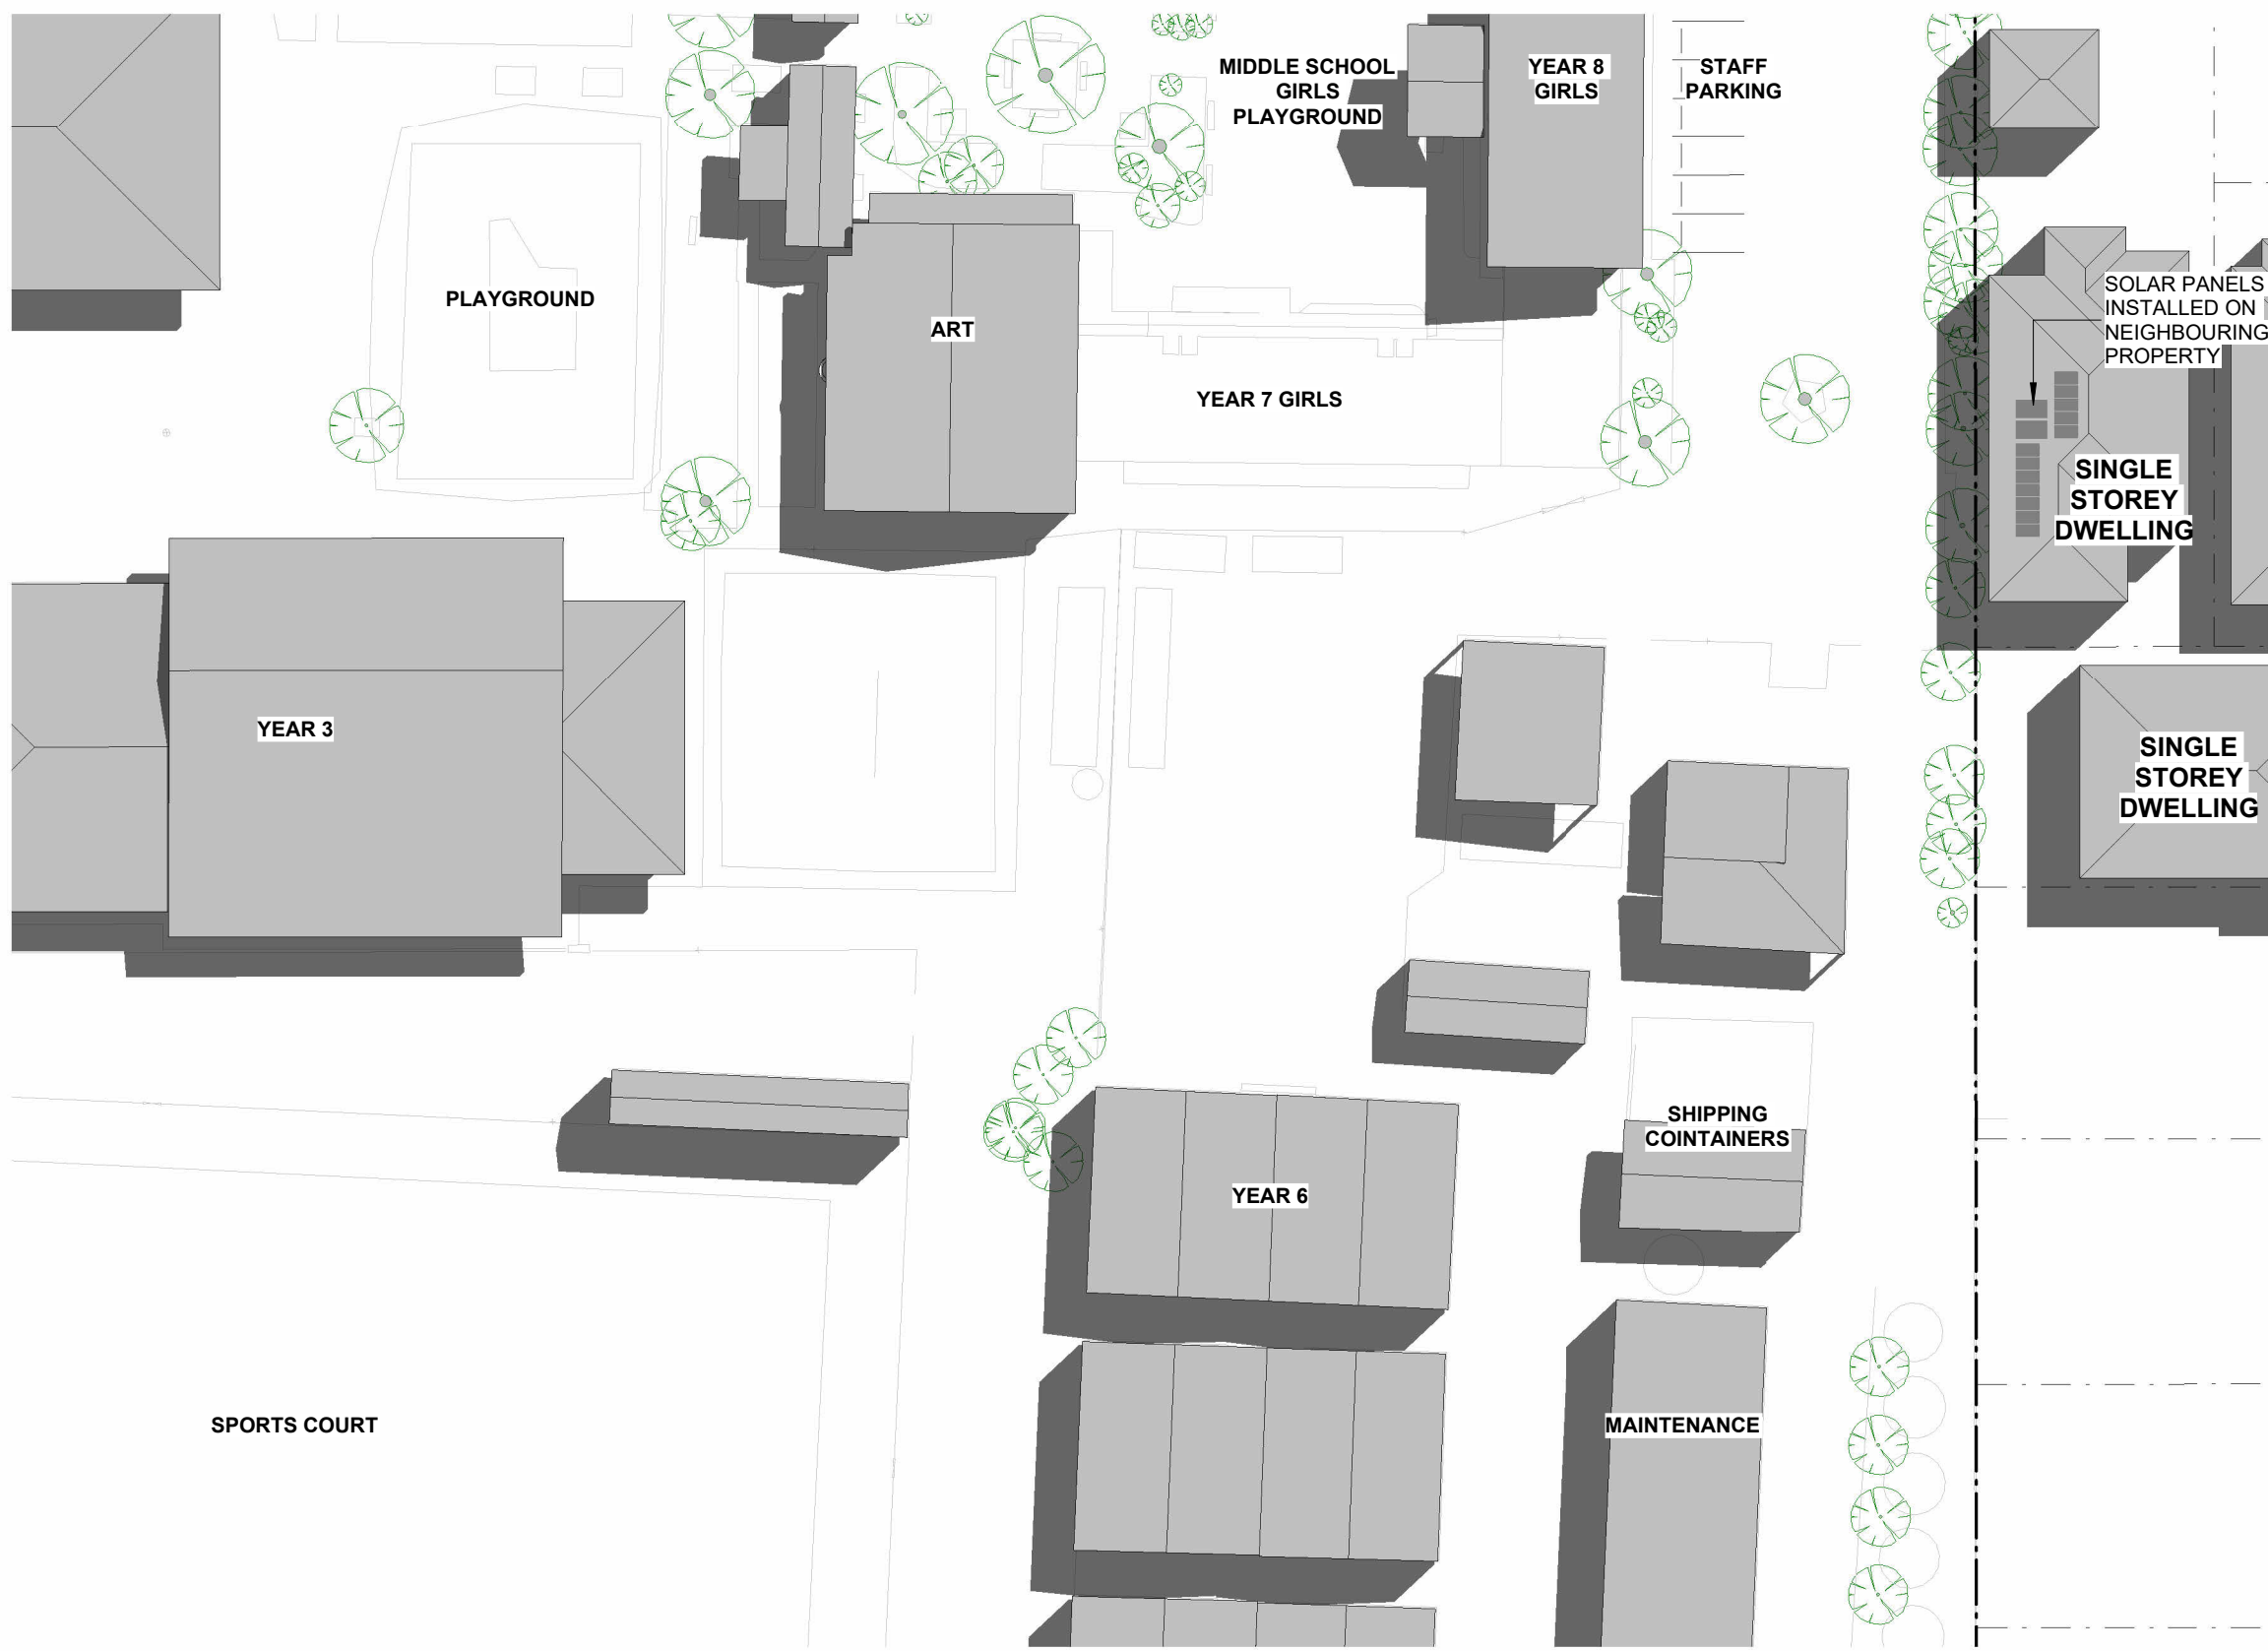 MIDDLE SCHOOL
GIRLS
PLAYGROUND
YEAR 8
GIRLS
STAFF
PARKING
PLAYGROUND
ART
SOLAR PANELS
INSTALLED ON
NEIGHBOURING
PROPERTY
YEAR 7 GIRLS
SINGLE
STOREY
DWELLING
YEAR 3
SINGLE
STOREY
DWELLING
SHIPPING
COINTAINERS
YEAR 6
SPORTS COURT
MAINTENANCE